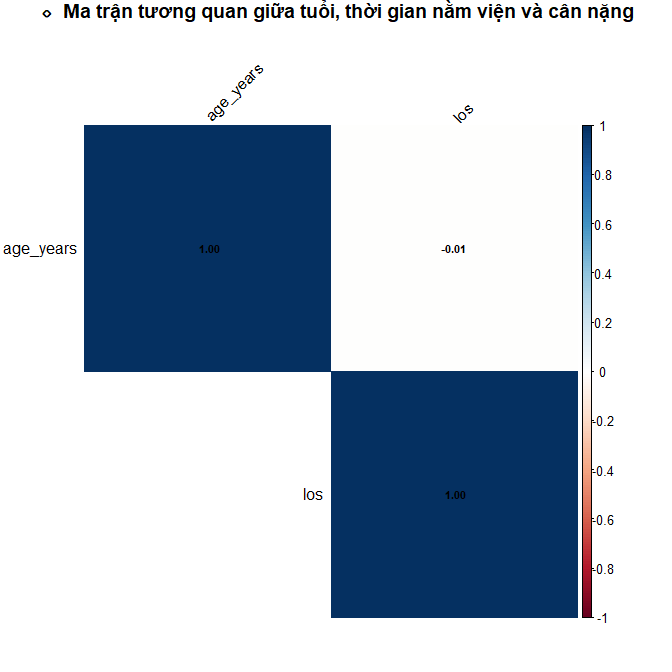 Ma trận tương quan giữa tuổi, thời gian nằm viện và cân nặng
age_years
los
1
age_years
1.00
-0.01
0.8
0.6
0.4
0.2
0
los
1.00
-0.2
-0.4
-0.6
-0.8
-1